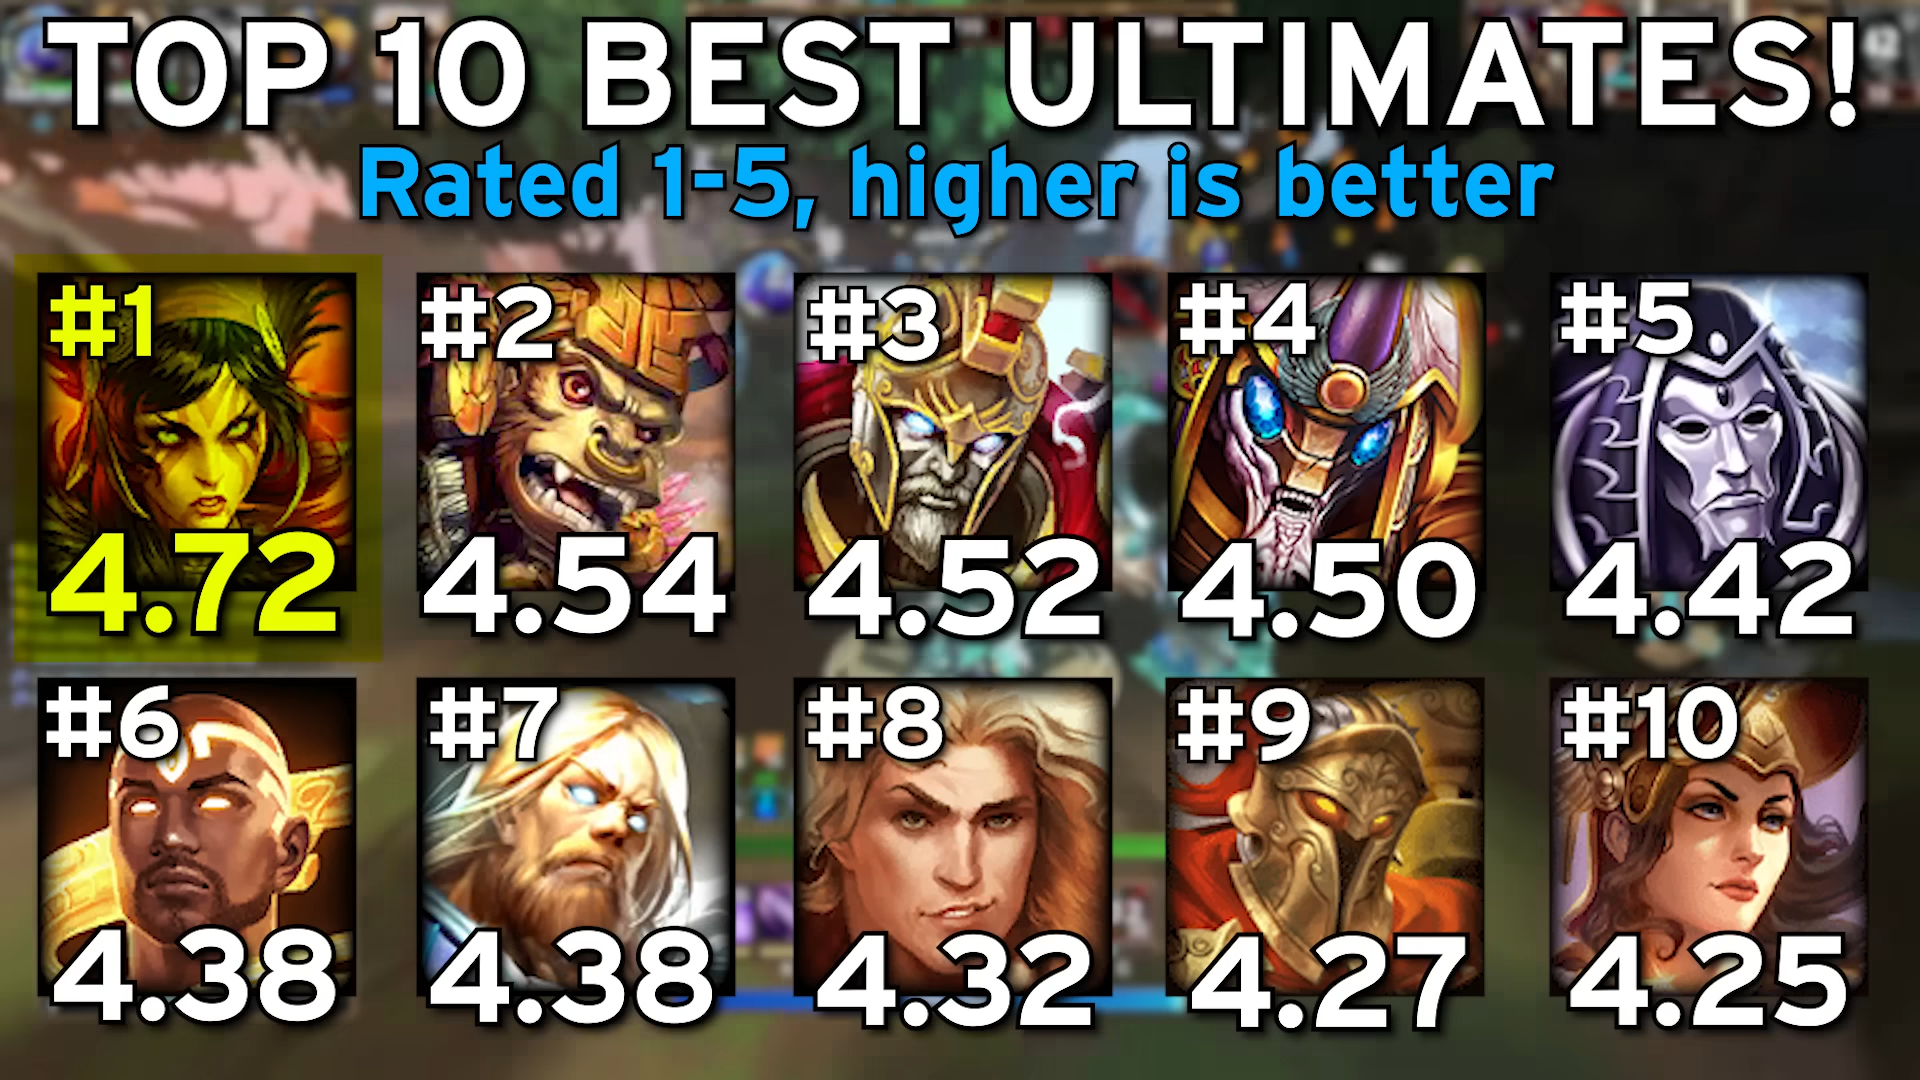 TOP 10 BEST ULTIMATES!
Rated 1-5, higher is better
#1 #2 #3 #4 #5
4.72 4.54 4.52 4.50 4.42
#6 #7 #8 #9 #10
4.38 4.38 4.32 4.27 4.25